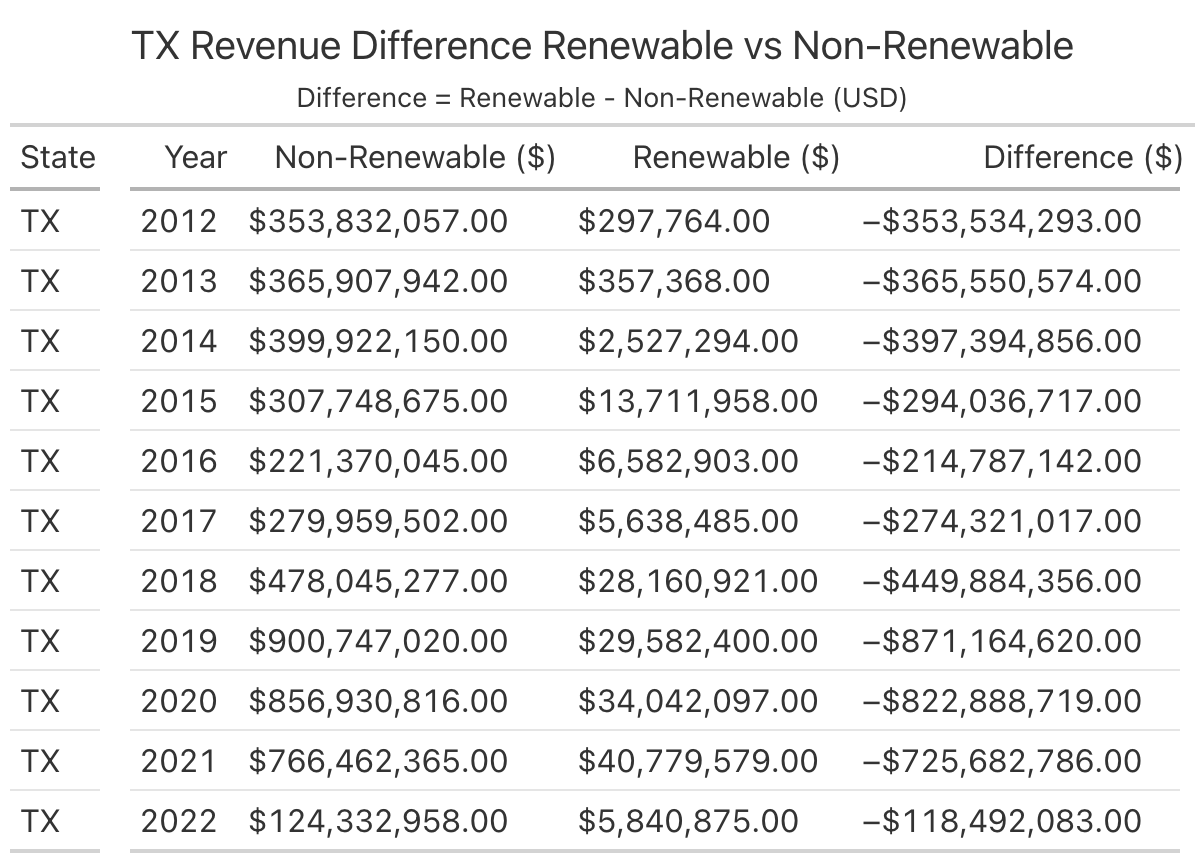 TX Revenue Difference Renewable vs Non-Renewable
Difference = Renewable - Non-Renewable (USD)
State Year Non-Renewable ($) Renewable ($) Difference ($)
TX 2012 $353,832,057.00 $297,764.00 −$353,534,293.00
TX 2013 $365,907,942.00 $357,368.00 −$365,550,574.00
TX 2014 $399,922,150.00 $2,527,294.00 −$397,394,856.00
TX 2015 $307,748,675.00 $13,711,958.00 −$294,036,717.00
TX 2016 $221,370,045.00 $6,582,903.00 −$214,787,142.00
TX 2017 $279,959,502.00 $5,638,485.00 −$274,321,017.00
TX 2018 $478,045,277.00 $28,160,921.00 −$449,884,356.00
TX 2019 $900,747,020.00 $29,582,400.00 −$871,164,620.00
TX 2020 $856,930,816.00 $34,042,097.00 −$822,888,719.00
TX 2021 $766,462,365.00 $40,779,579.00 −$725,682,786.00
TX 2022 $124,332,958.00 $5,840,875.00 −$118,492,083.00